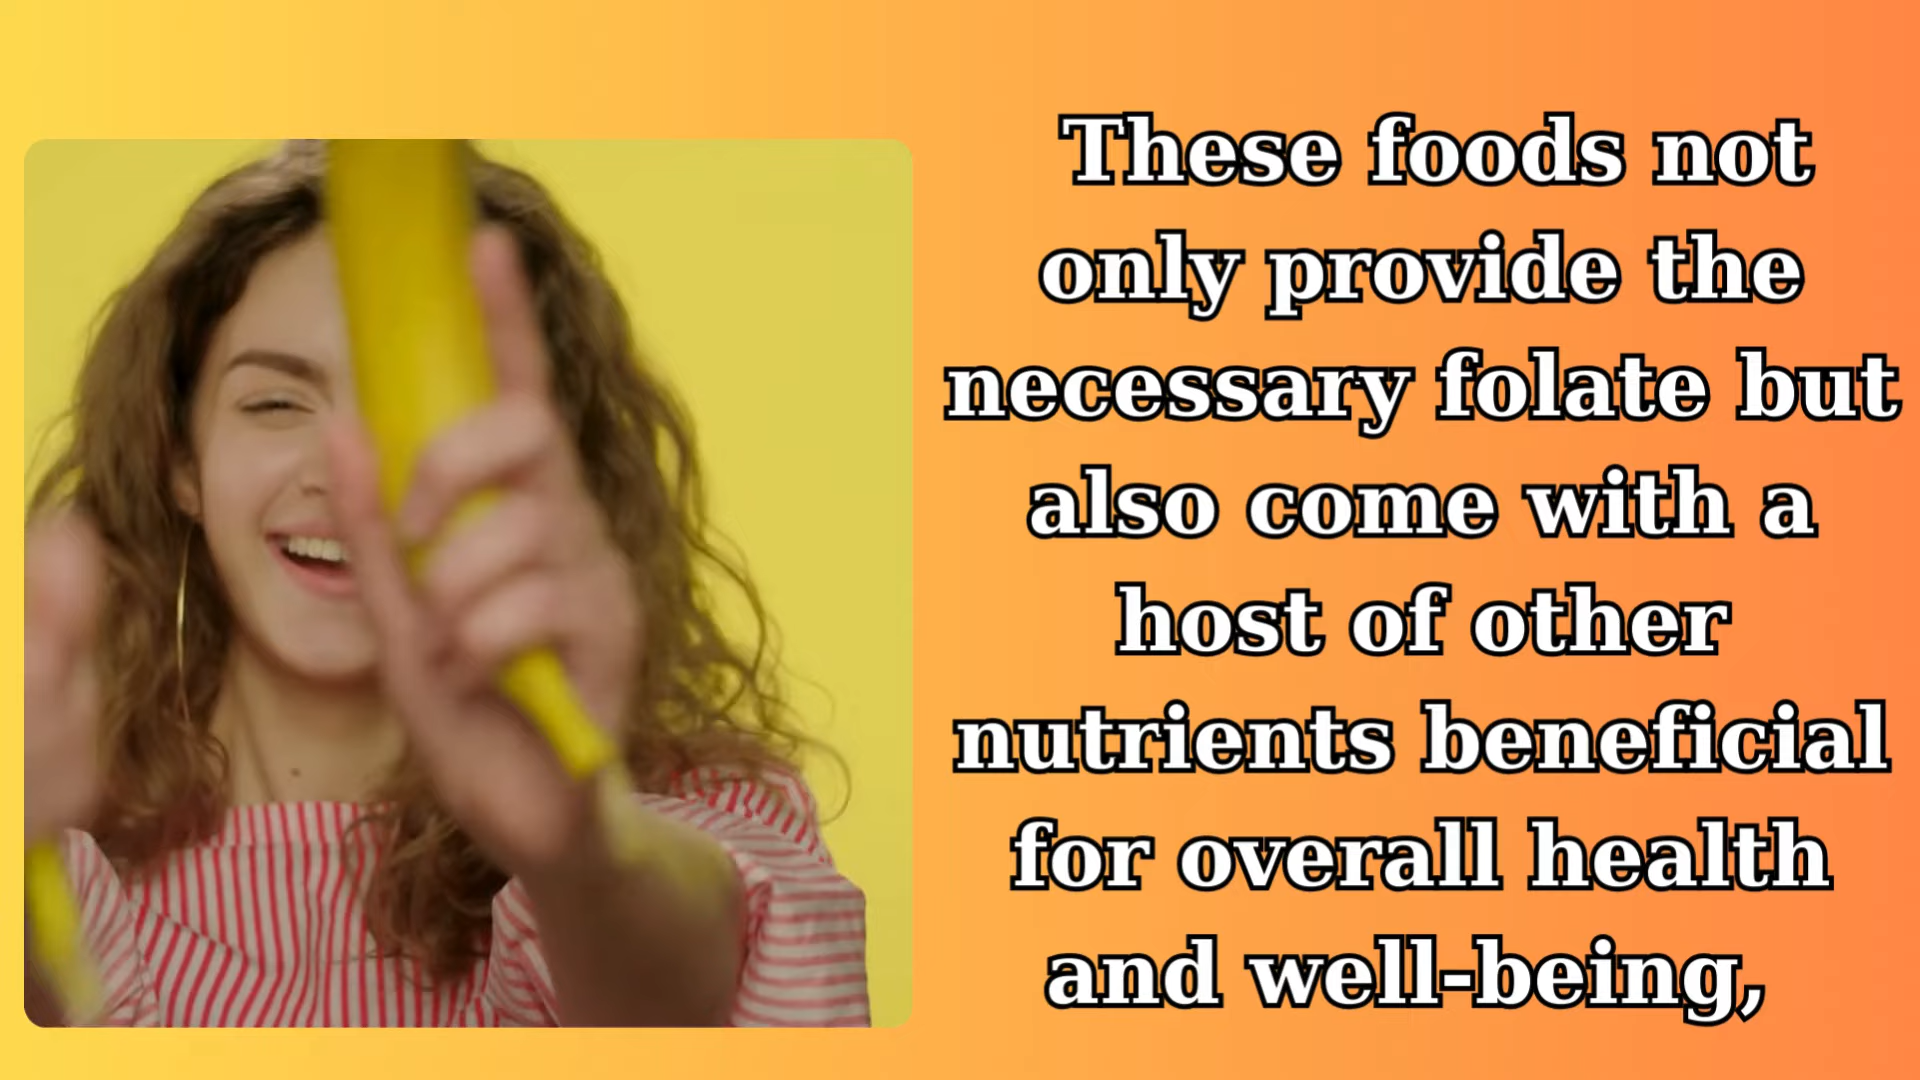 These foods not
only provide the
necessary folate but
also come with a
host of other
nutrients beneficial
for overall health
and well-being,